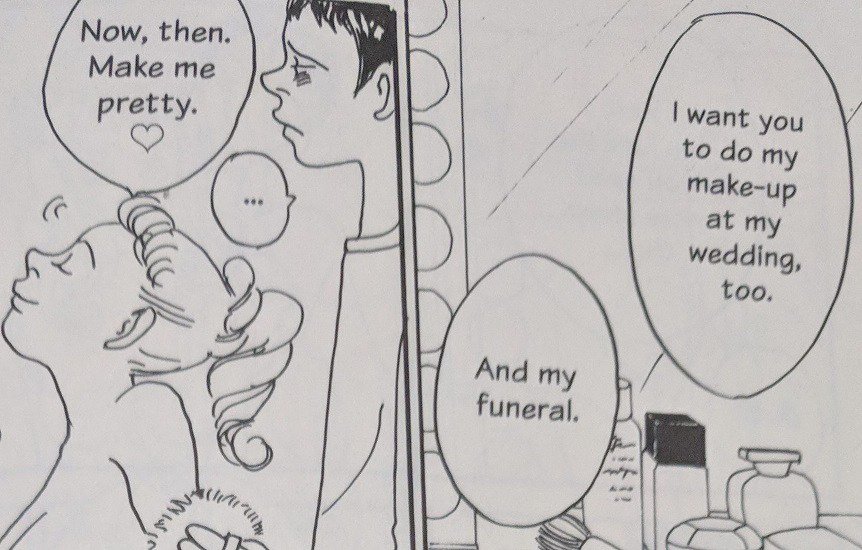 I want you
to do my
make-up
at my
wedding,
too.
And my
funeral.
Now, then.
Make me
pretty.
♡
...